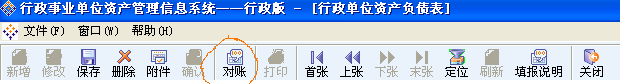 行政事业单位资产管理信息系统——行政版 - [行政单位资产负债表]
文件(F) 窗口(W) 帮助(H)
新增 修改 保存 删除 附件 确认 对账 打印 首张 上张 下张 末张 定位 刷新 填报说明 关闭